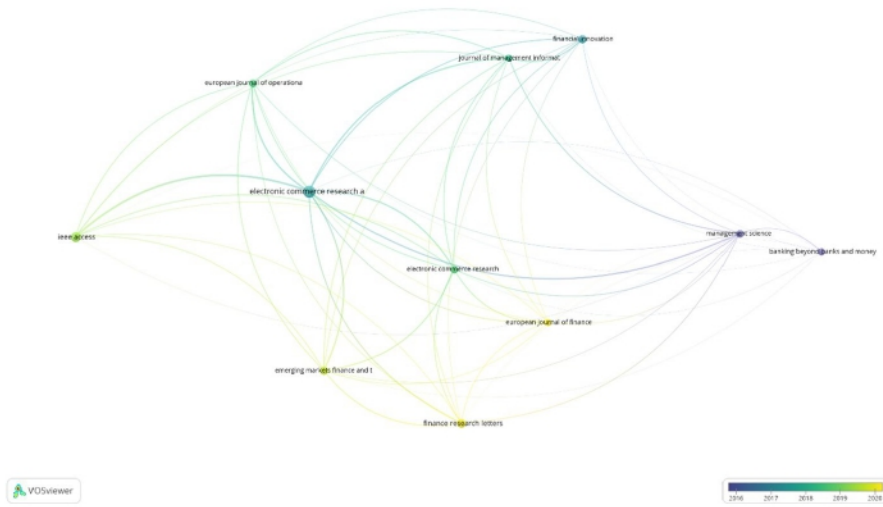 financial innovation
journal of management informat
european journal of operationa
electronic commerce research a
management science
ieee access
banking beyond banks and money
electronic commerce research
european journal of finance
emerging markets finance and t
finance research letters
VOSviewer
2016 2017 2018 2019 2020